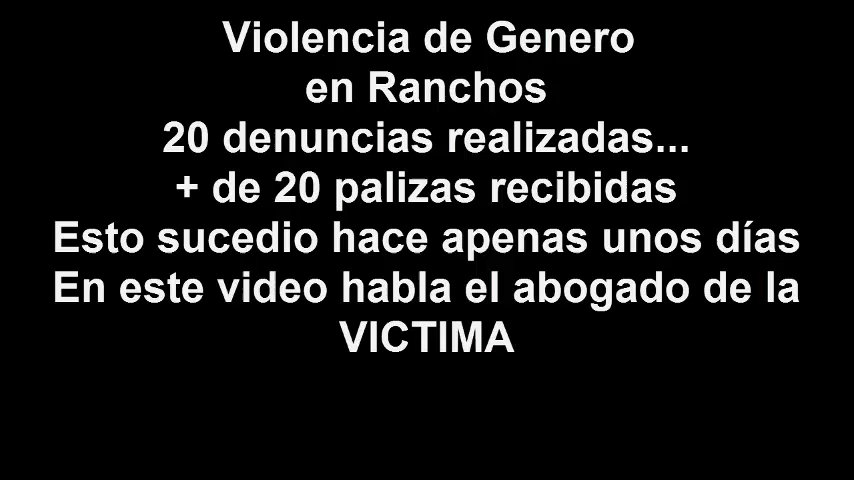 Violencia de Genero
en Ranchos
20 denuncias realizadas...
+ de 20 palizas recibidas
Esto sucedio hace apenas unos días
En este video habla el abogado de la
VICTIMA